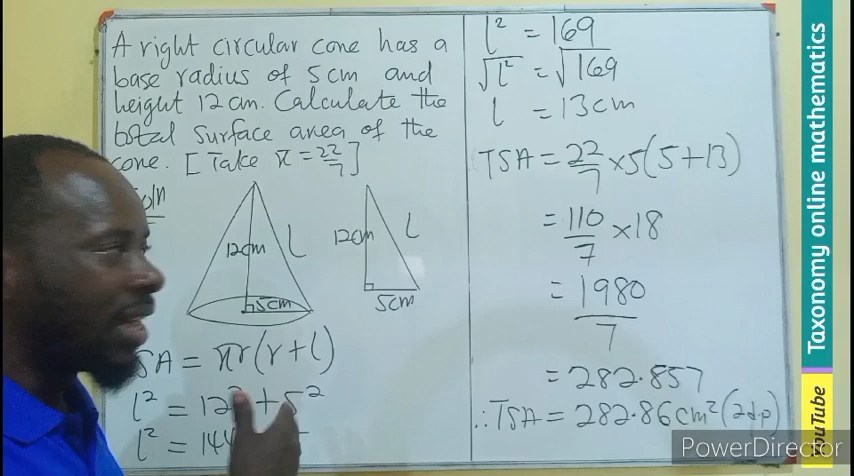 A right circular cone has a
base radius of 5cm and
height 12cm. Calculate the
total surface area of the
cone. [Take π = 22/7]
12cm l
5cm
12cm l
5cm
SA = πr(r+l)
l² = 12² + 5²
l² = 144
l² = 169
√l² = √169
l = 13cm
TSA = 22/7 ×5(5+13)
= 110/7 ×18
= 1980/7
= 282.857
∴TSA = 282.86cm²(2dp)
PowerDirector
YouTube Taxonomy online mathematics